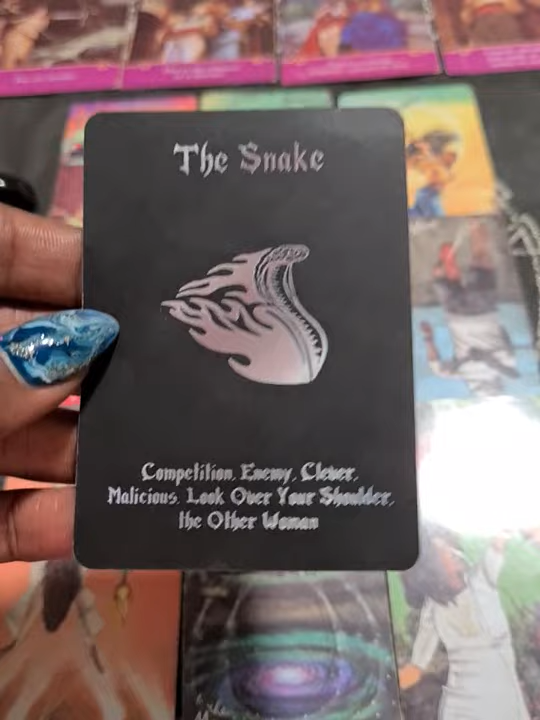 The Snake
Competition, Enemy, Clever,
Malicious, Look Over Your Shoulder,
the Other Woman